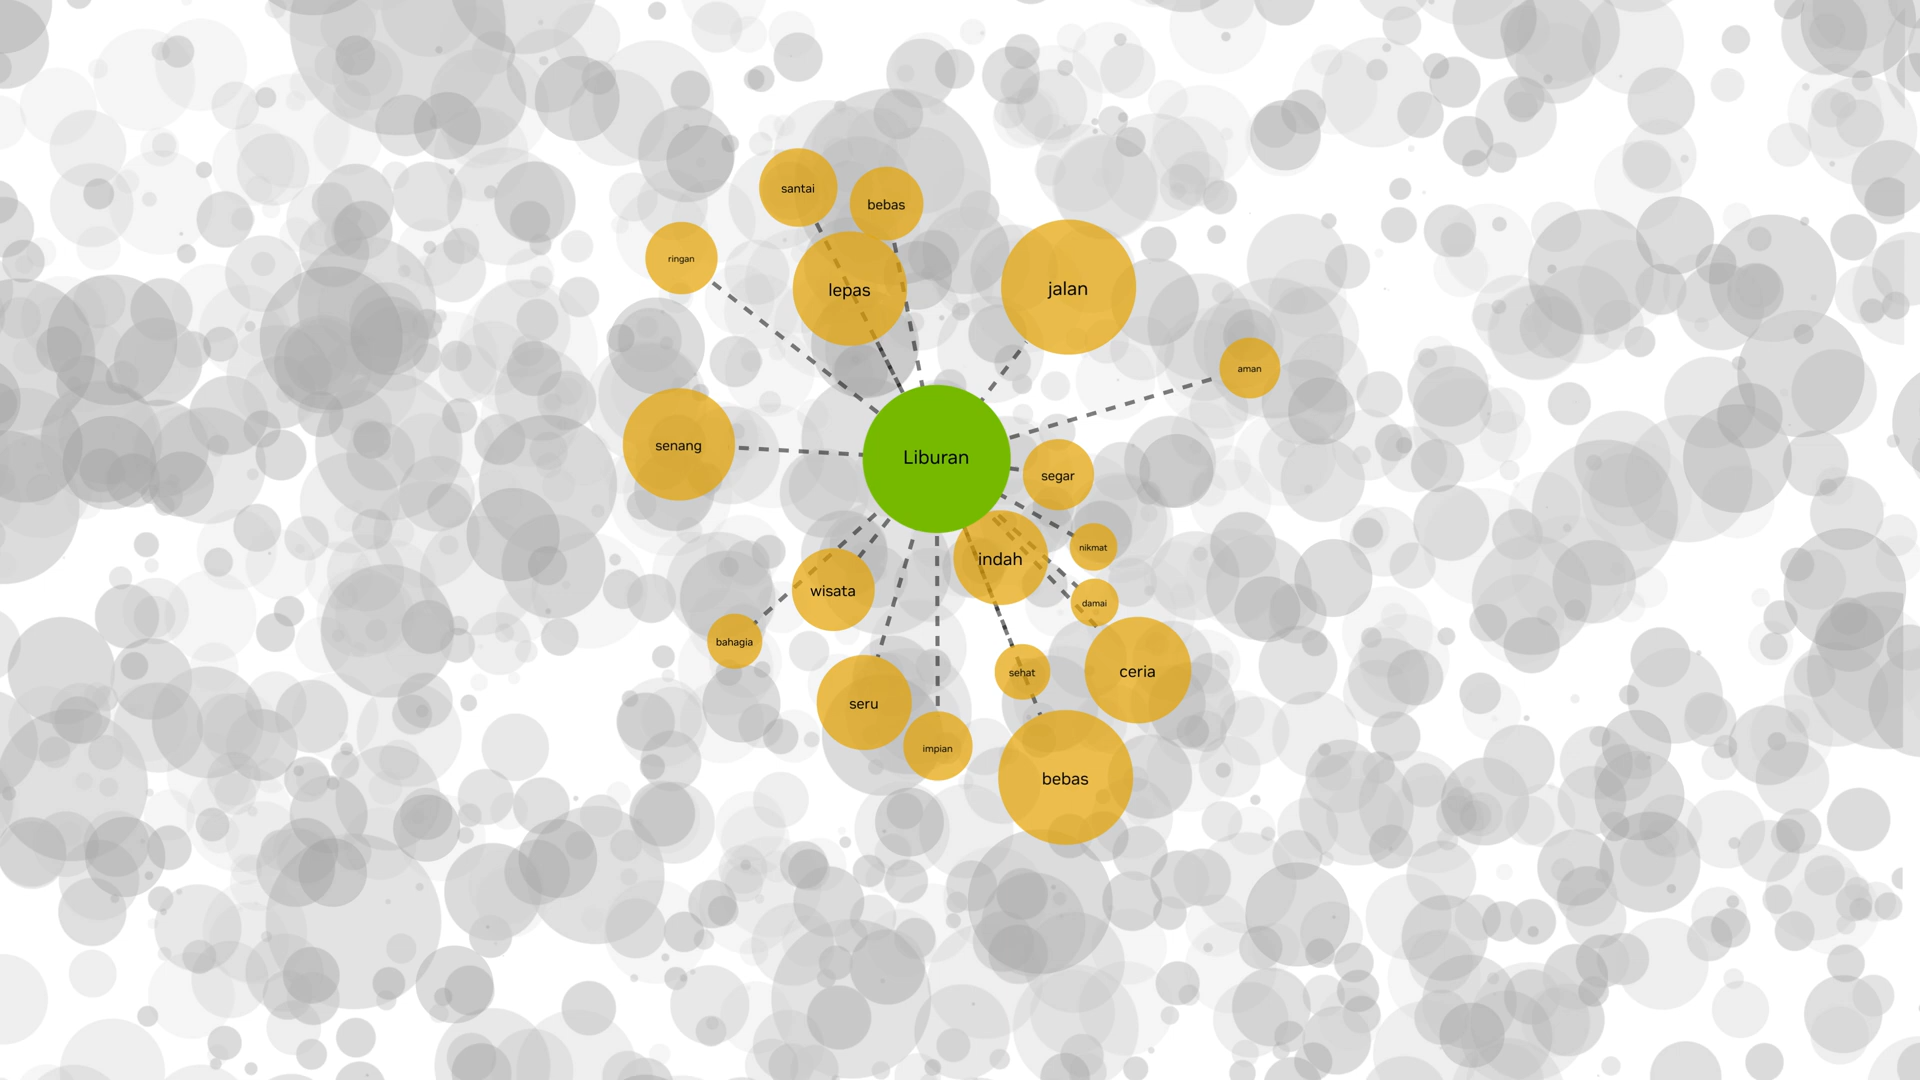 santai
bebas
ringan
lepas
jalan
aman
senang
Liburan
segar
nikmat
indah
wisata
damai
bahagia
sehat
ceria
seru
impian
bebas